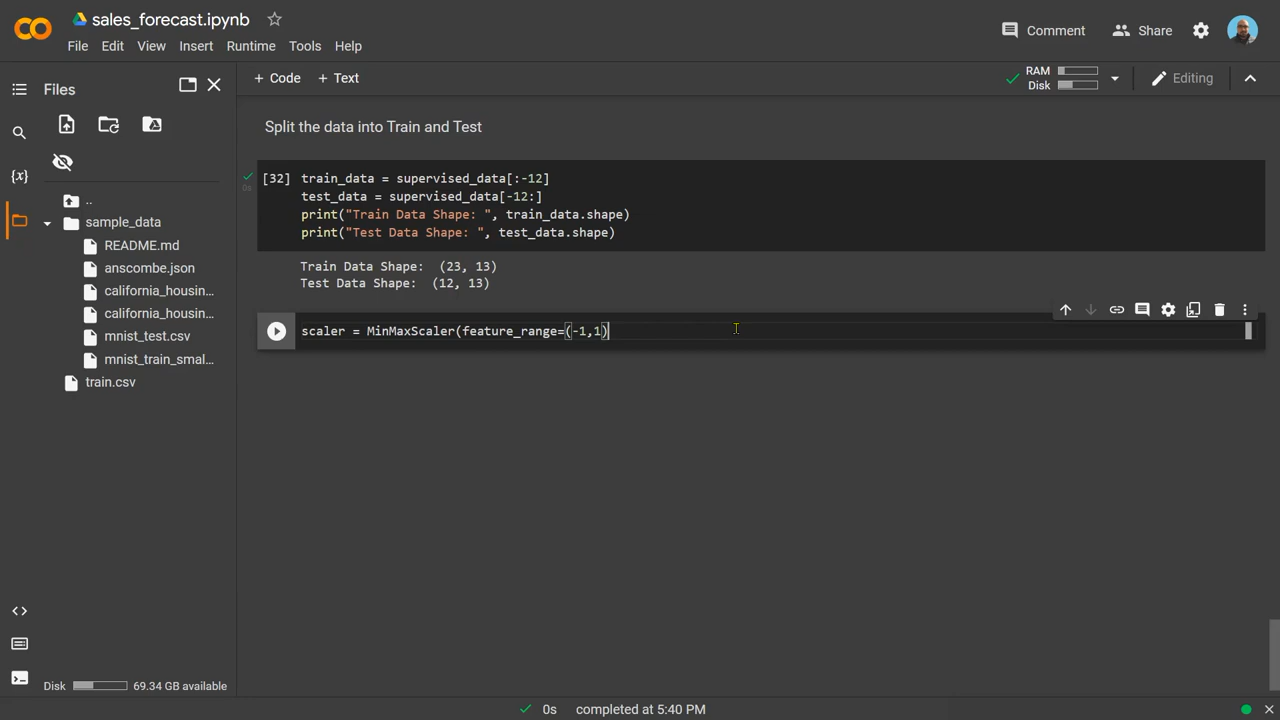 sales_forecast.ipynb
Comment
Share
File Edit View Insert Runtime Tools Help
Files
+ Code + Text
RAM
Disk
Editing
Split the data into Train and Test
{x}
..
sample_data
README.md
anscombe.json
california_housin...
california_housin...
mnist_test.csv
mnist_train_smal...
train.csv
[32]
0s
train_data = supervised_data[:-12]
test_data = supervised_data[-12:]
print("Train Data Shape: ", train_data.shape)
print("Test Data Shape: ", test_data.shape)
Train Data Shape:  (23, 13)
Test Data Shape:  (12, 13)
scaler = MinMaxScaler(feature_range=(-1,1)
Disk 69.34 GB available
0s completed at 5:40 PM